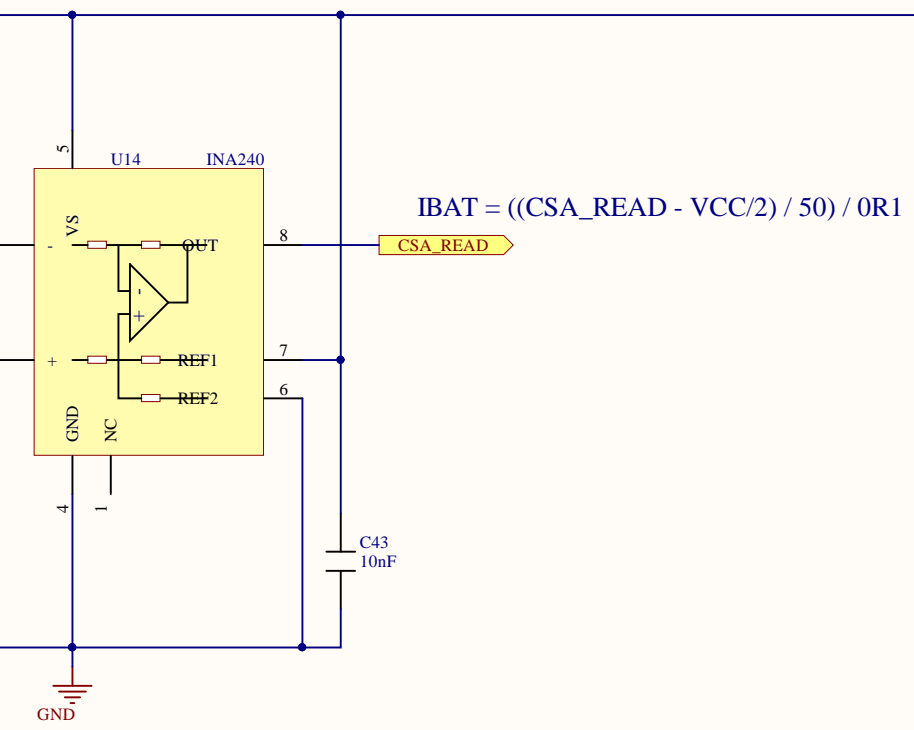 5
U14 INA240
IBAT = ((CSA_READ - VCC/2) / 50) / 0R1
VS
- OUT 8
CSA_READ
-
+
+ REF1 7
REF2 6
GND
NC
4
1
C43
10nF
GND